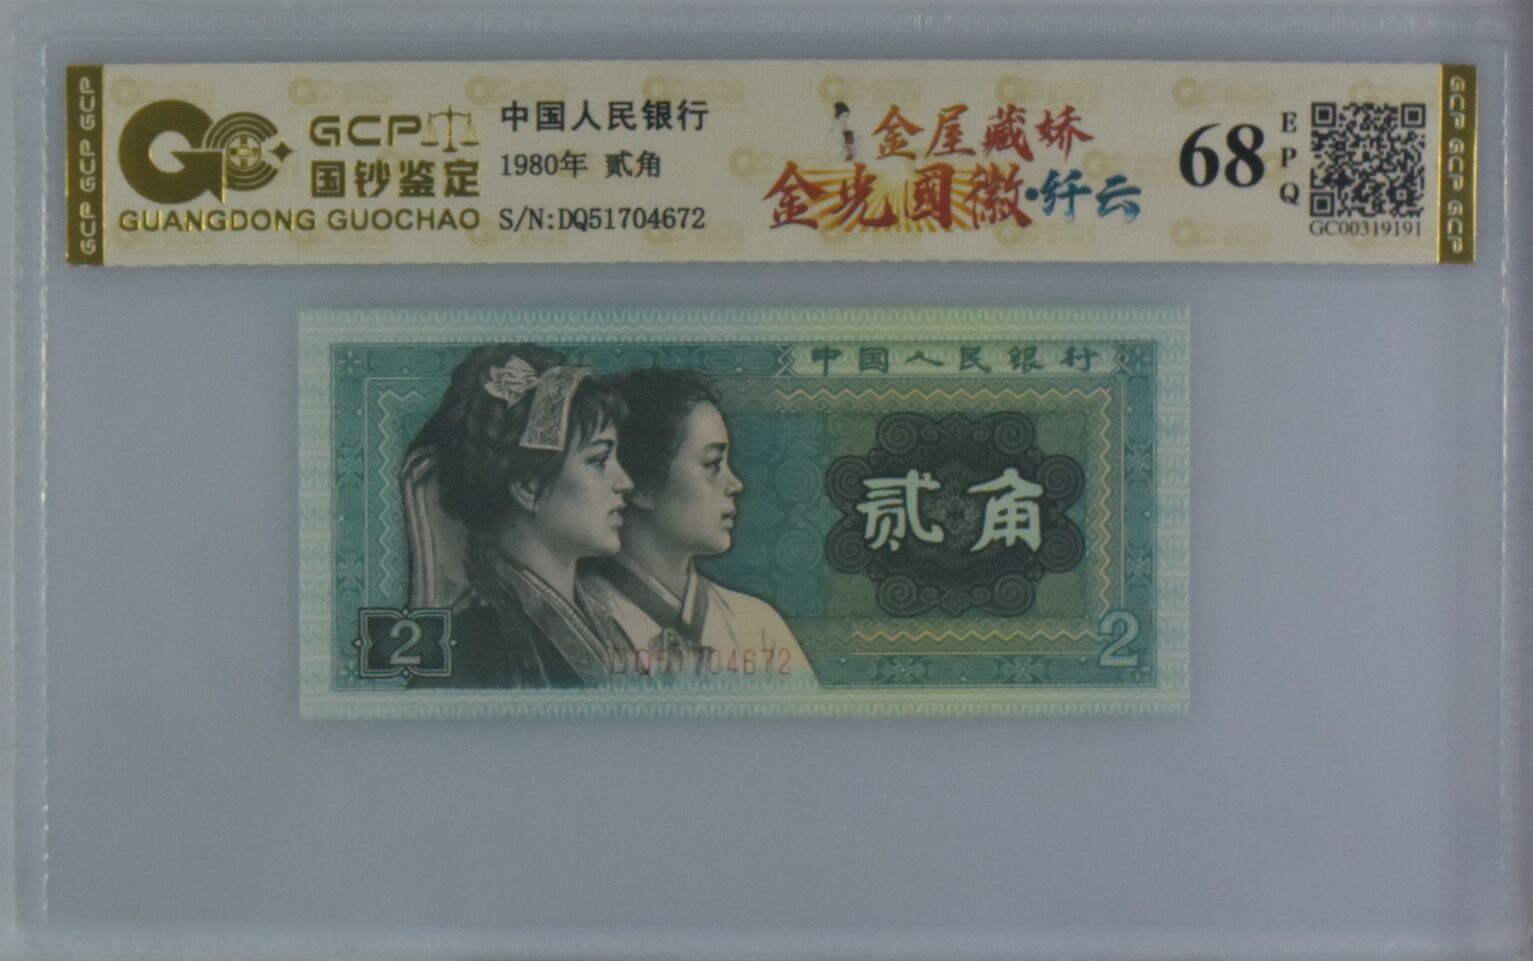 GCP GCP GCP
GCP
国钞鉴定
GUANGDONG GUOCHAO
中国人民银行
1980年 贰角
S/N:DQ51704672
金屋藏娇
金光國徽·纤云
68
EPQ
GC00319191
GCP GCP GCP
中国人民银行
贰角
2
2
DQ51704672